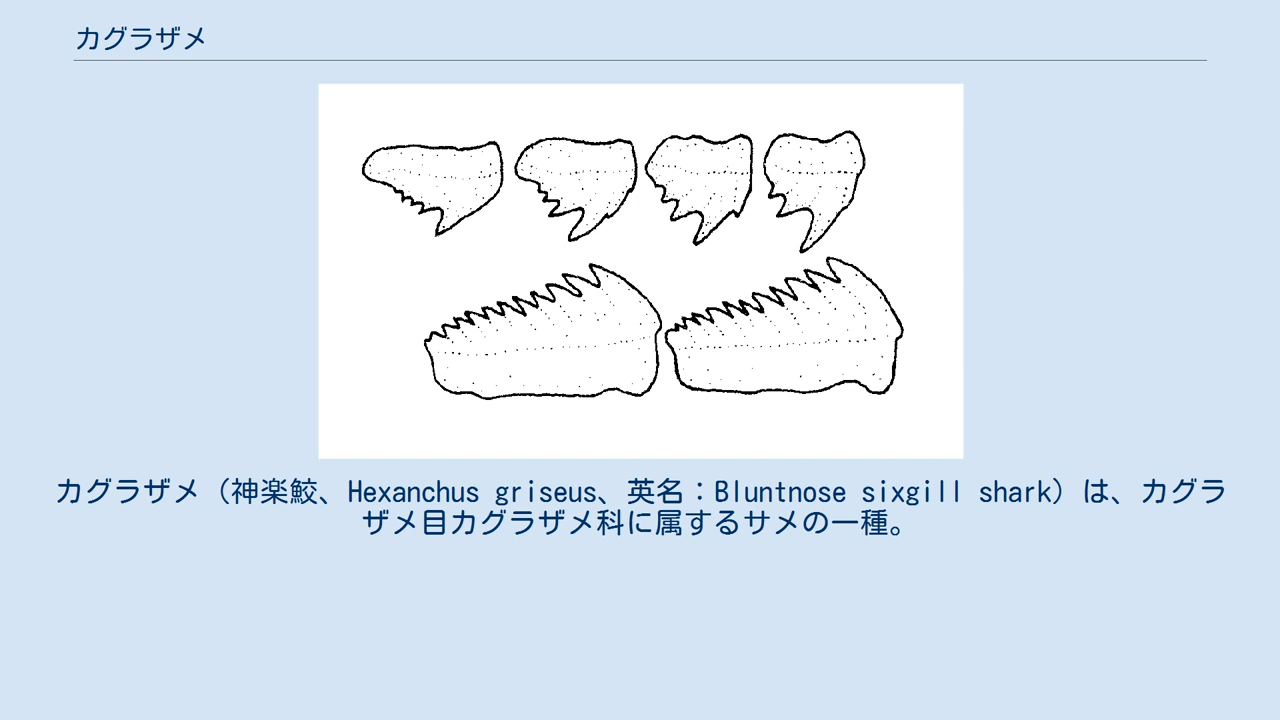 カグラザメ
カグラザメ（神楽鮫、Hexanchus griseus、英名：Bluntnose sixgill shark）は、カグラ
ザメ目カグラザメ科に属するサメの一種。